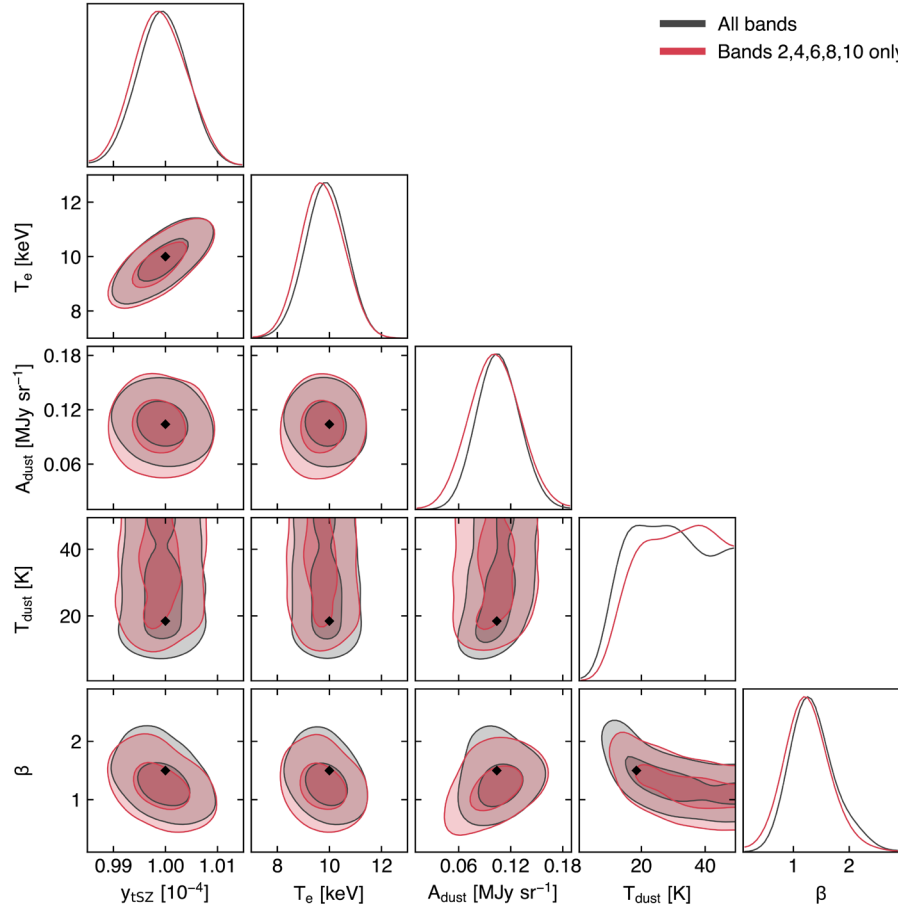 All bands
Bands 2,4,6,8,10 only
12
10
8
T_e [keV]
0.18
0.12
0.06
A_dust [MJy sr⁻¹]
40
20
T_dust [K]
2
1
β
0.99 1.00 1.01
8 10 12
0.06 0.12 0.18
20 40
1 2
y_tSZ [10⁻⁴]
T_e [keV]
A_dust [MJy sr⁻¹]
T_dust [K]
β